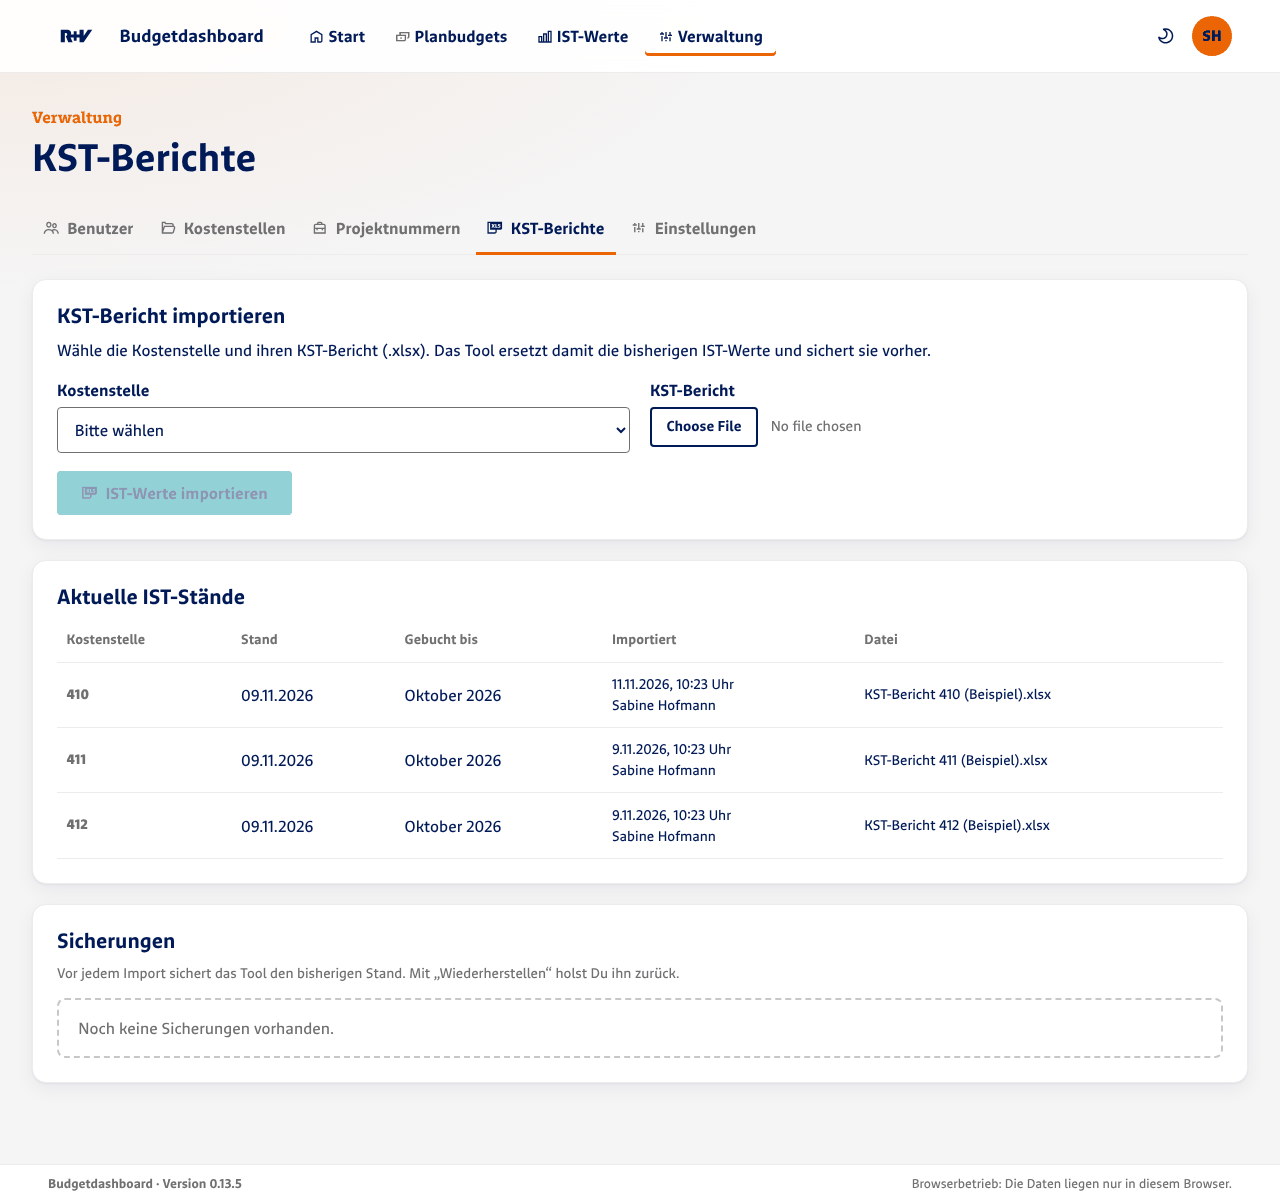 R+V Budgetdashboard Start Planbudgets IST-Werte Verwaltung SH
Verwaltung
KST-Berichte
Benutzer Kostenstellen Projektnummern KST-Berichte Einstellungen
KST-Bericht importieren
Wähle die Kostenstelle und ihren KST-Bericht (.xlsx). Das Tool ersetzt damit die bisherigen IST-Werte und sichert sie vorher.
Kostenstelle KST-Bericht
Bitte wählen Choose File No file chosen
IST-Werte importieren
Aktuelle IST-Stände
Kostenstelle Stand Gebucht bis Importiert Datei
410 09.11.2026 Oktober 2026 11.11.2026, 10:23 Uhr KST-Bericht 410 (Beispiel).xlsx
Sabine Hofmann
411 09.11.2026 Oktober 2026 9.11.2026, 10:23 Uhr KST-Bericht 411 (Beispiel).xlsx
Sabine Hofmann
412 09.11.2026 Oktober 2026 9.11.2026, 10:23 Uhr KST-Bericht 412 (Beispiel).xlsx
Sabine Hofmann
Sicherungen
Vor jedem Import sichert das Tool den bisherigen Stand. Mit „Wiederherstellen“ holst Du ihn zurück.
Noch keine Sicherungen vorhanden.
Budgetdashboard · Version 0.13.5 Browserbetrieb: Die Daten liegen nur in diesem Browser.